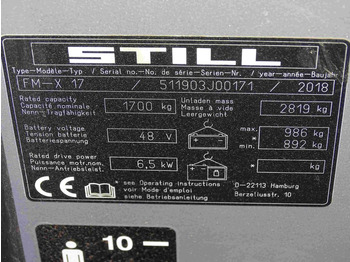 STILL
Type-Modèle-Typ / Serial no.-No. de série-Serien-Nr. / year-année-Baujahr
FM-X 17 / 511903J00171 / 2018
Rated capacity
Capacité nominale
Nenn-Tragfähigkeit
1700 kg
Unladen mass
Masse à vide
Leergewicht
2819 kg
Battery voltage
Tension batterie
Batteriespannung
48 V
max. 986 kg
min. 892 kg
Rated drive power
Puissance motr.nom.
Nenn-Antriebsleist.
6,5 kW
* kg
CE
* see Operating instructions
voir Mode d'emploi
siehe Betriebsanleitung
D-22113 Hamburg
Berzeliusstr. 10
10